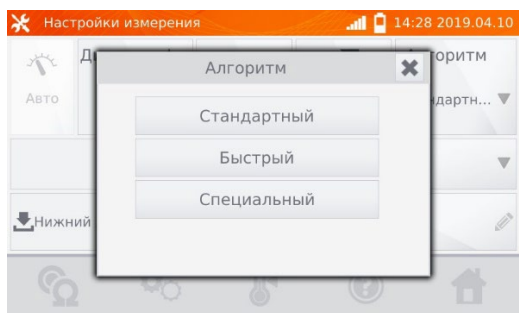 Настройки измерения 14:28 2019.04.10
Алгоритм
Авто
Стандартный
Быстрый
Специальный
Нижний